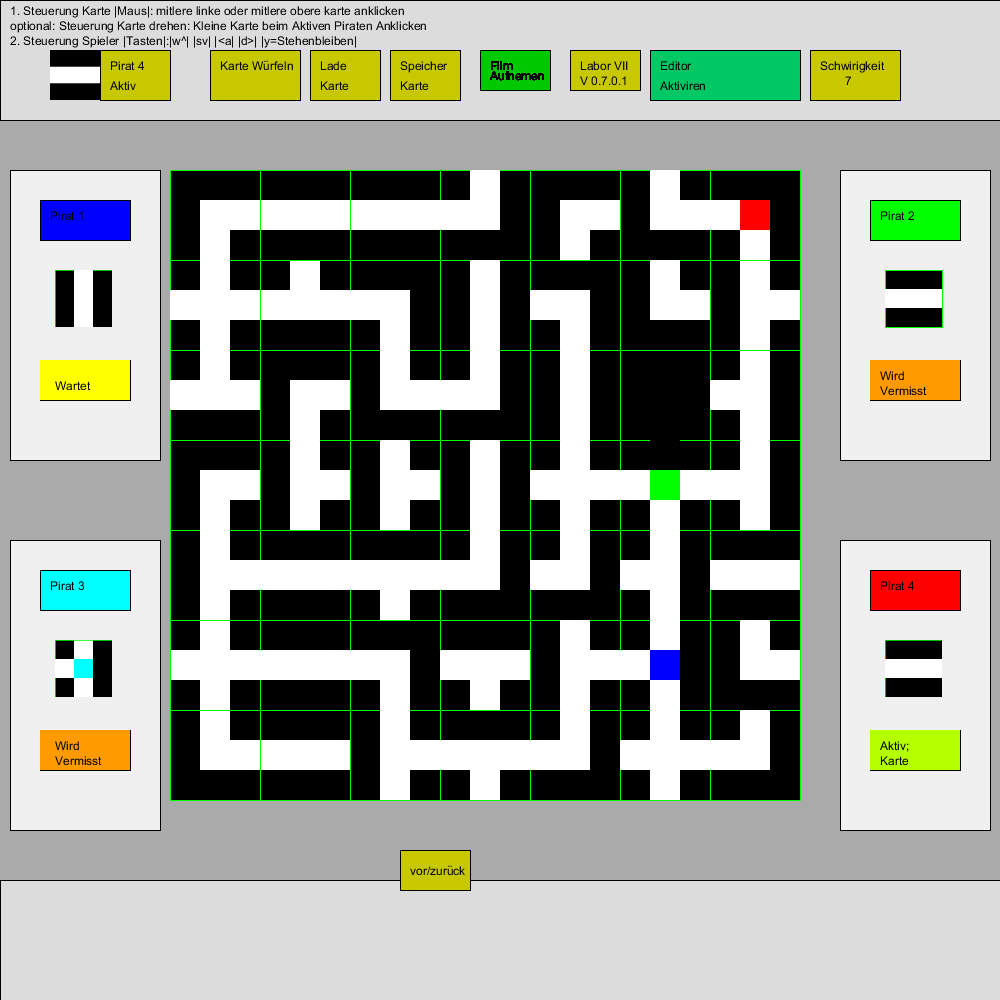 1. Steuerung Karte |Maus|: mitlere linke oder mitlere obere karte anklicken
optional: Steuerung Karte drehen: Kleine Karte beim Aktiven Piraten Anklicken
2. Steuerung Spieler |Tasten|:|w^| |sv| |<a| |d>| |y=Stehenbleiben|
Pirat 4
Aktiv
Karte Würfeln
Lade
Karte
Speicher
Karte
Film
Aufnemen
Labor VII
V 0.7.0.1
Editor
Aktivieren
Schwirigkeit
7
Pirat 1
Wartet
Pirat 2
Wird
Vermisst
Pirat 3
Wird
Vermisst
Pirat 4
Aktiv;
Karte
vor/zurück